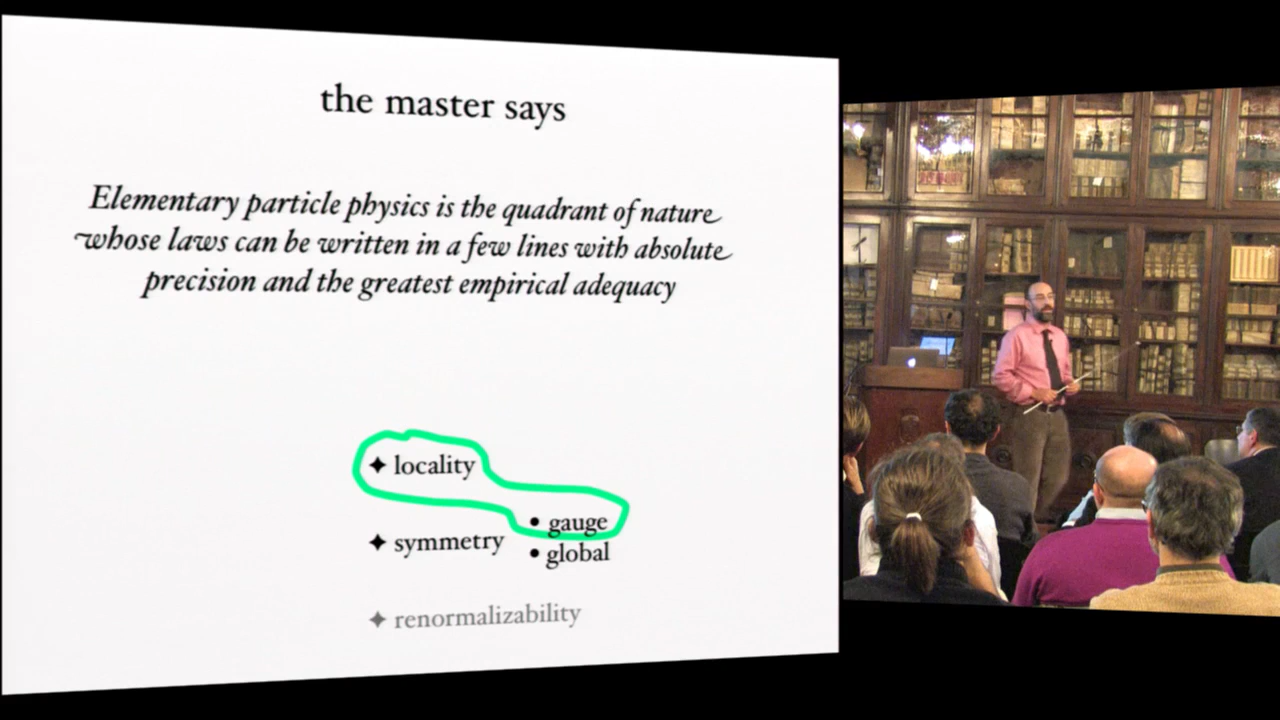 the master says
Elementary particle physics is the quadrant of nature
whose laws can be written in a few lines with absolute
precision and the greatest empirical adequacy
✦ locality
• gauge
✦ symmetry
• global
✦ renormalizability